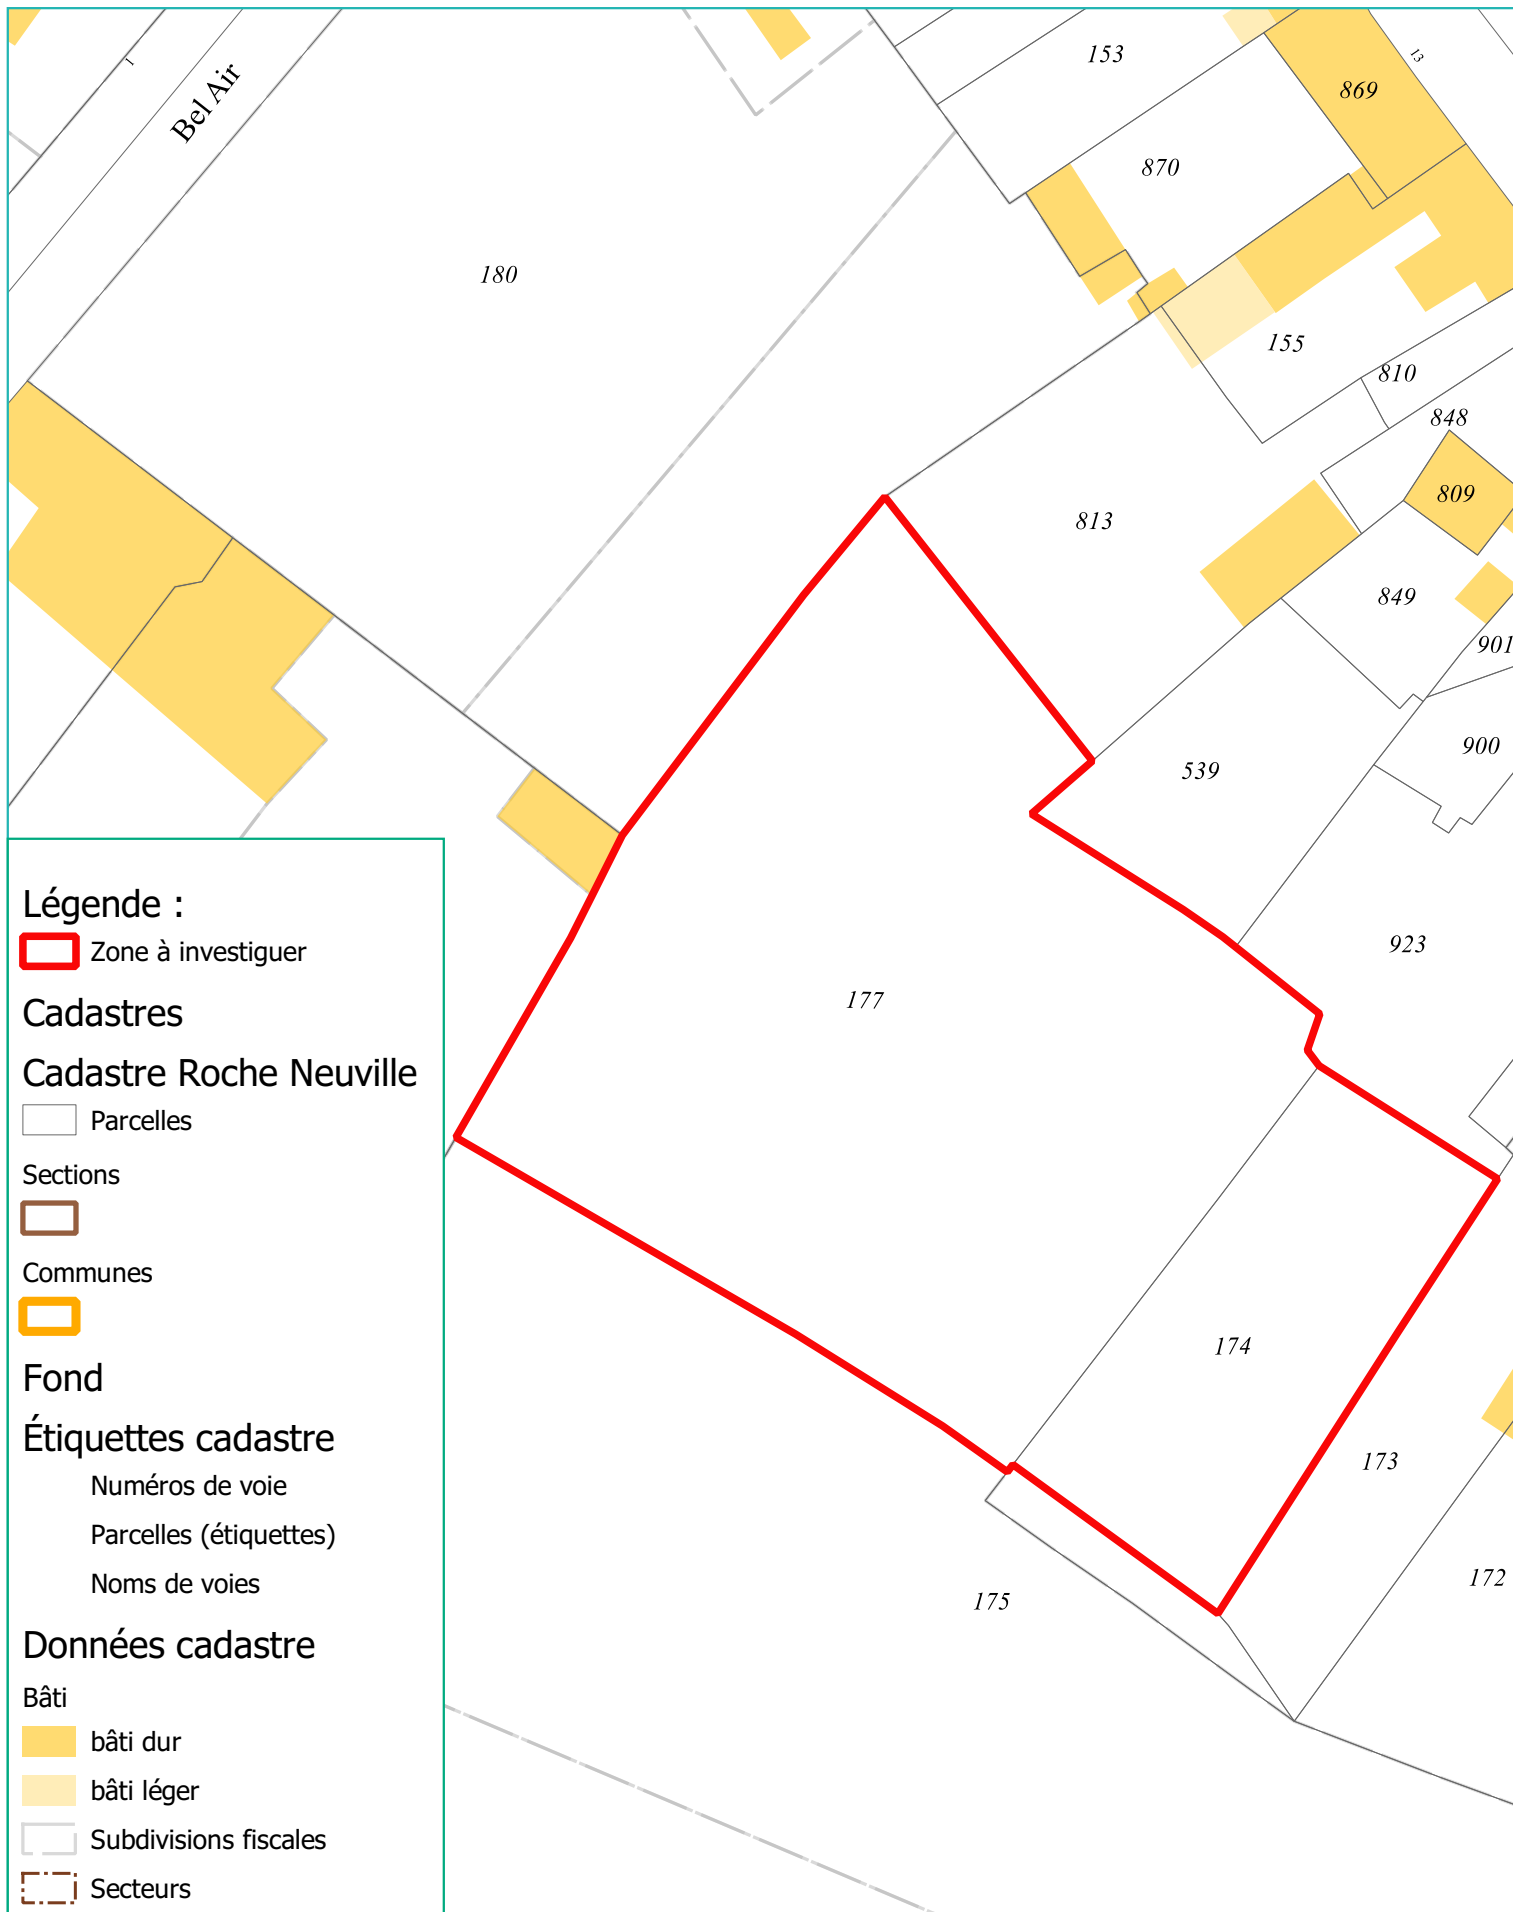 153
13
869
1
Bel Air
870
180
155
810
848
809
813
849
901
900
539
923
177
174
173
172
175
Légende :
Zone à investiguer
Cadastres
Cadastre Roche Neuville
Parcelles
Sections
Communes
Fond
Étiquettes cadastre
Numéros de voie
Parcelles (étiquettes)
Noms de voies
Données cadastre
Bâti
bâti dur
bâti léger
Subdivisions fiscales
Secteurs